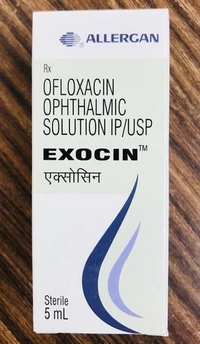 ALLERGAN
Rx
OFLOXACIN
OPHTHALMIC
SOLUTION IP/USP
EXOCIN™
एक्सोसिन
Sterile
5 mL